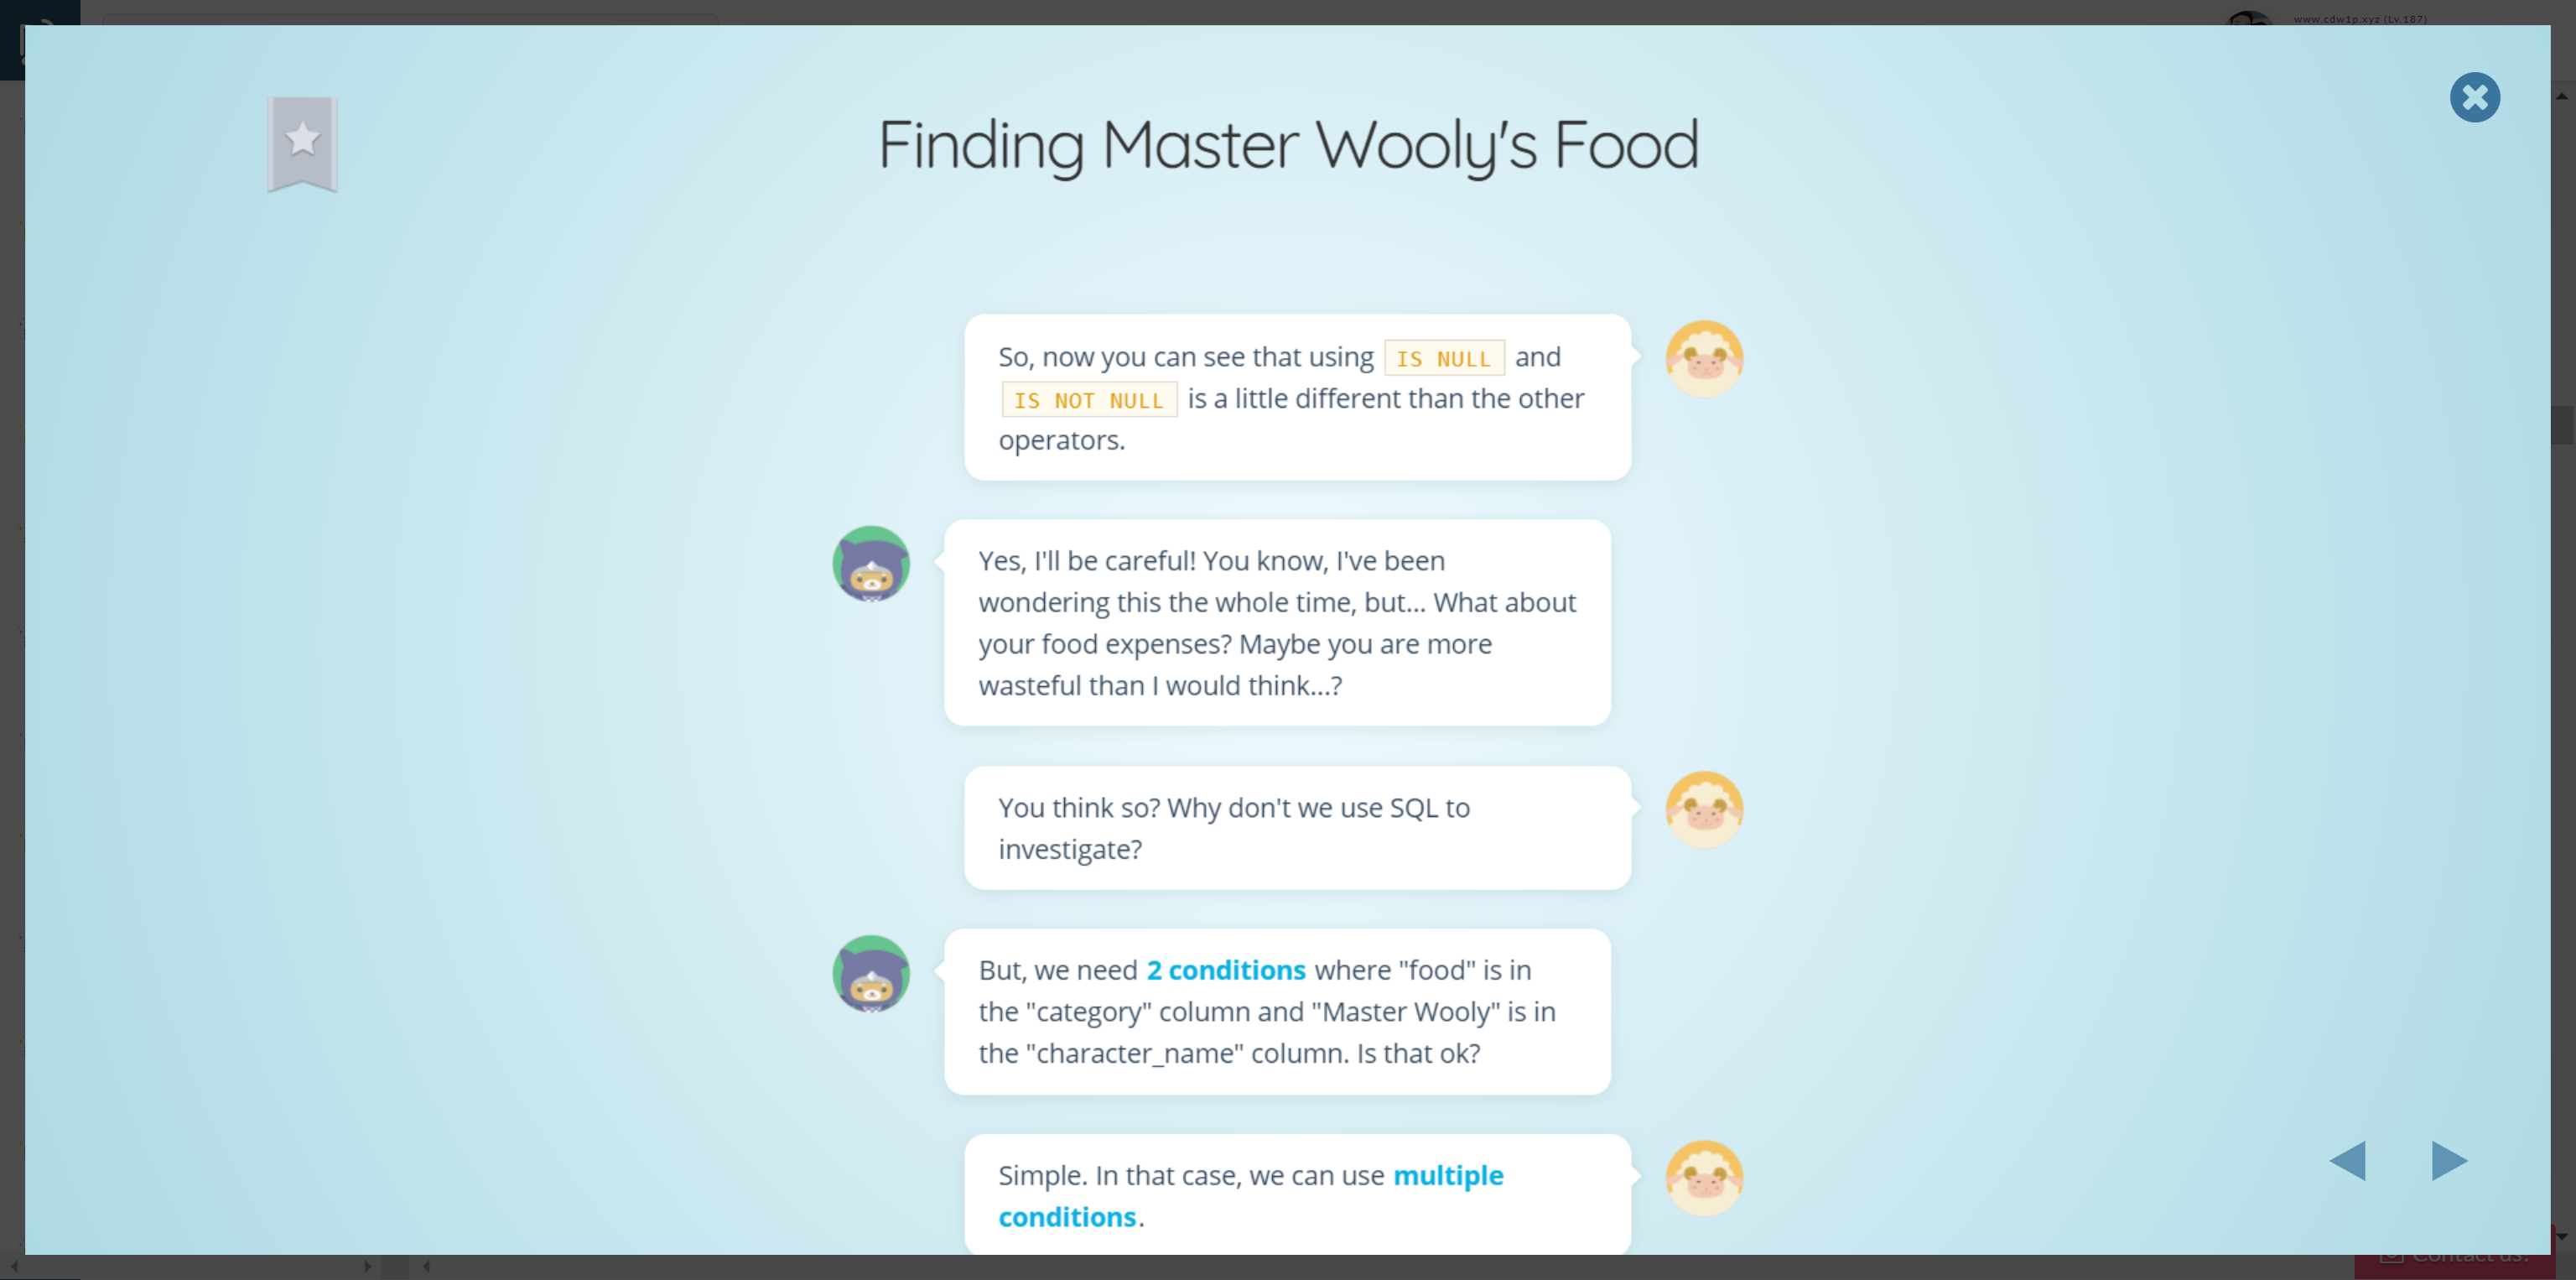 www.cdw1p.xyz (Lv.187)
Finding Master Wooly's Food
So, now you can see that using IS NULL and
IS NOT NULL is a little different than the other
operators.
Yes, I'll be careful! You know, I've been
wondering this the whole time, but... What about
your food expenses? Maybe you are more
wasteful than I would think...?
You think so? Why don't we use SQL to
investigate?
But, we need 2 conditions where "food" is in
the "category" column and "Master Wooly" is in
the "character_name" column. Is that ok?
Simple. In that case, we can use multiple
conditions.
Contact us!